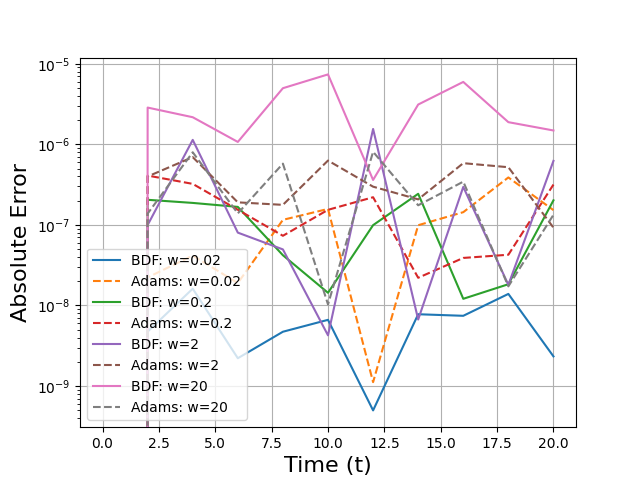 10⁻⁵
10⁻⁶
10⁻⁷
10⁻⁸
10⁻⁹
Absolute Error
BDF: w=0.02
Adams: w=0.02
BDF: w=0.2
Adams: w=0.2
BDF: w=2
Adams: w=2
BDF: w=20
Adams: w=20
0.0 2.5 5.0 7.5 10.0 12.5 15.0 17.5 20.0
Time (t)